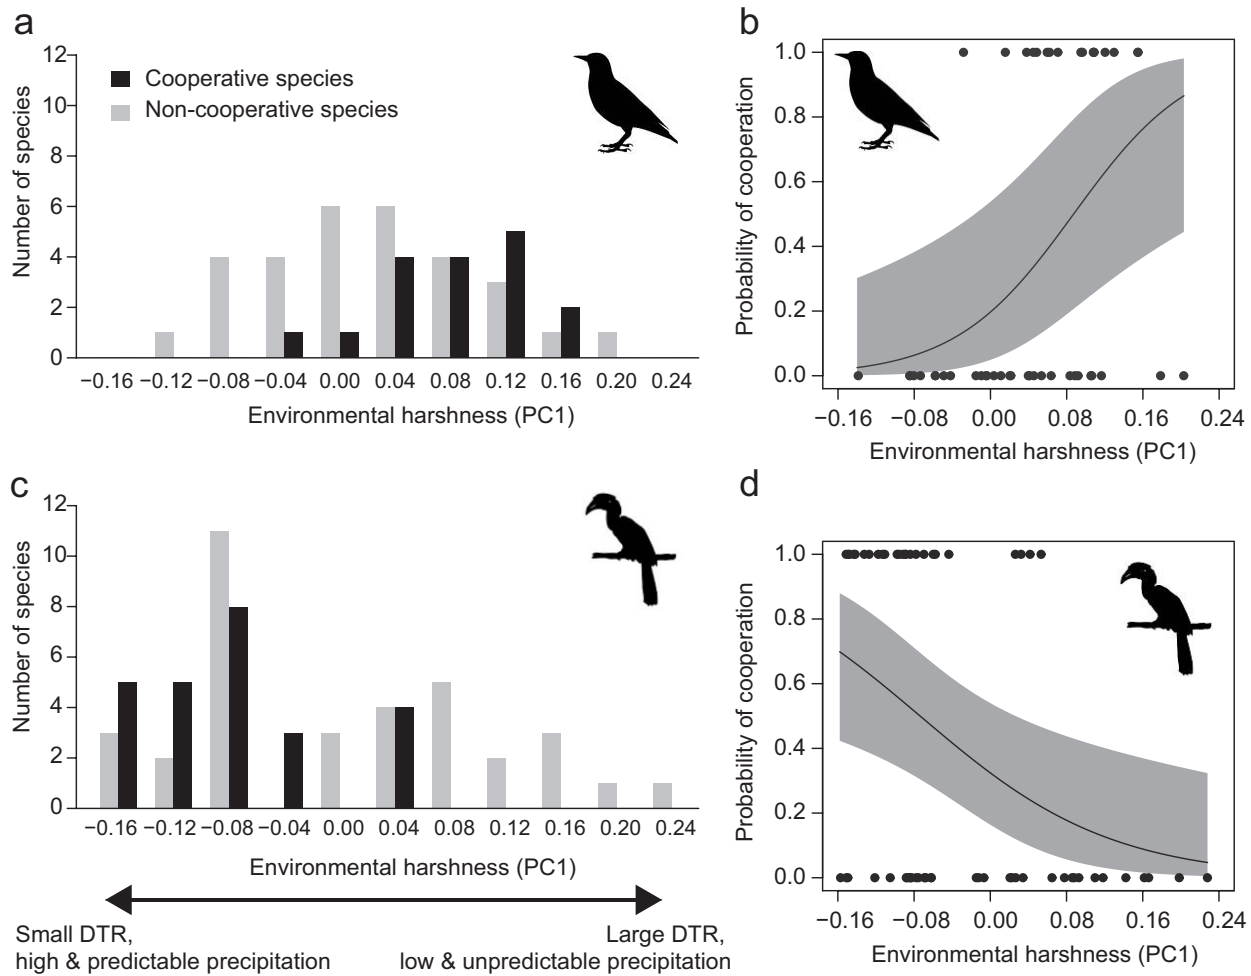 a
12
10
8
6
4
2
0
Number of species
Cooperative species
Non-cooperative species
−0.16 −0.12 −0.08 −0.04 0.00 0.04 0.08 0.12 0.16 0.20 0.24
Environmental harshness (PC1)
b
1.0
0.8
0.6
0.4
0.2
0.0
Probability of cooperation
−0.16 −0.08 0.00 0.08 0.16 0.24
Environmental harshness (PC1)
c
12
10
8
6
4
2
0
Number of species
−0.16 −0.12 −0.08 −0.04 0.00 0.04 0.08 0.12 0.16 0.20 0.24
Environmental harshness (PC1)
Small DTR,
high & predictable precipitation
Large DTR,
low & unpredictable precipitation
d
1.0
0.8
0.6
0.4
0.2
0.0
Probability of cooperation
−0.16 −0.08 0.00 0.08 0.16 0.24
Environmental harshness (PC1)